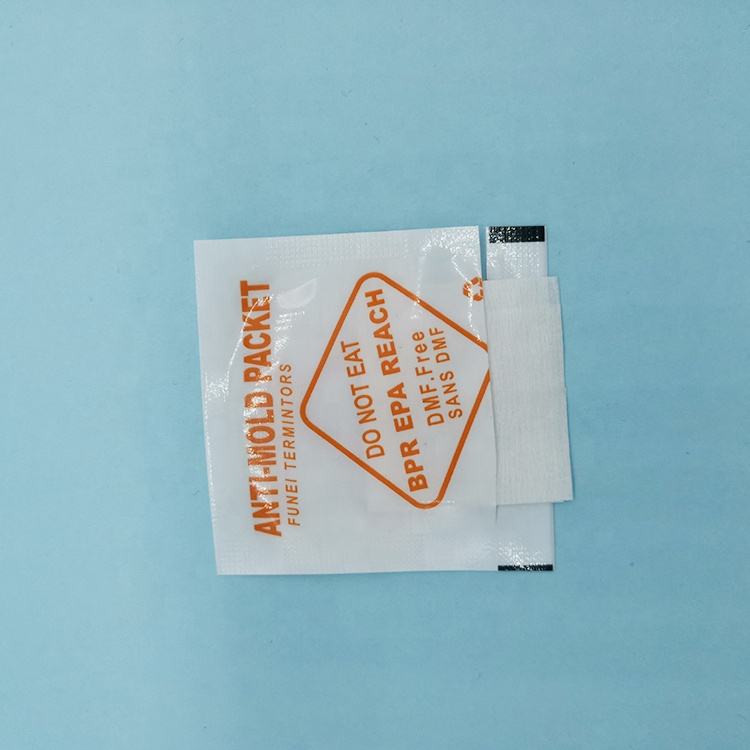 ANTI-MOLD PACKET
FUNEI TERMINTORS
DO NOT EAT
BPR EPA REACH
DMF.Free
SANS DMF